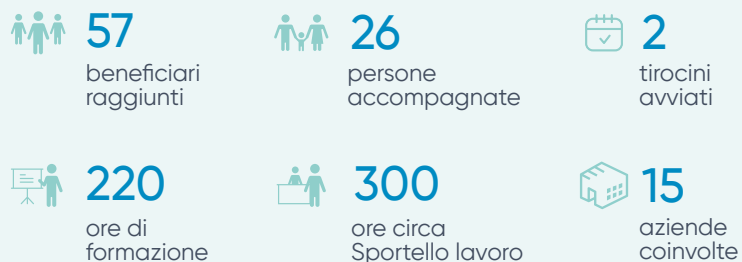 57
beneficiari
raggiunti
26
persone
accompagnate
2
tirocini
avviati
220
ore di
formazione
300
ore circa
Sportello lavoro
15
aziende
coinvolte